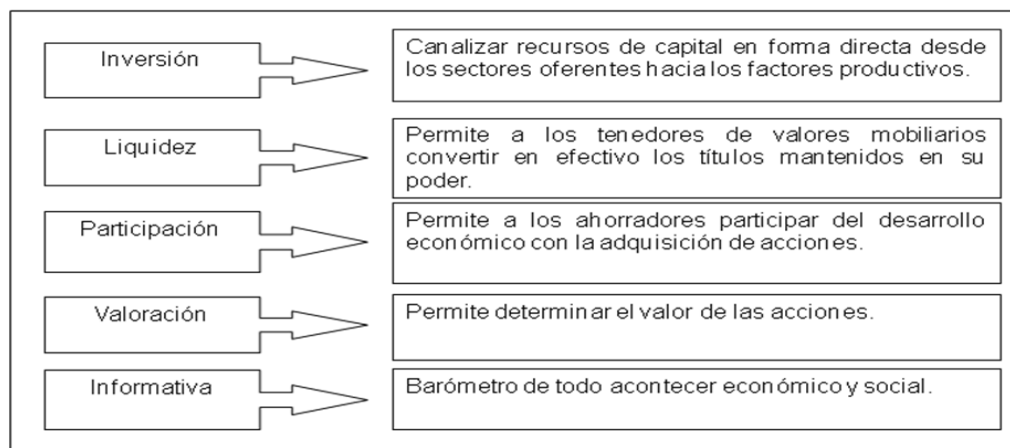 Inversión
Canalizar recursos de capital en forma directa desde
los sectores oferentes hacia los factores productivos.
Liquidez
Permite a los tenedores de valores mobiliarios
convertir en efectivo los títulos mantenidos en su
poder.
Participación
Permite a los ahorradores participar del desarrollo
económico con la adquisición de acciones.
Valoración
Permite determinar el valor de las acciones.
Informativa
Barómetro de todo acontecer económico y social.